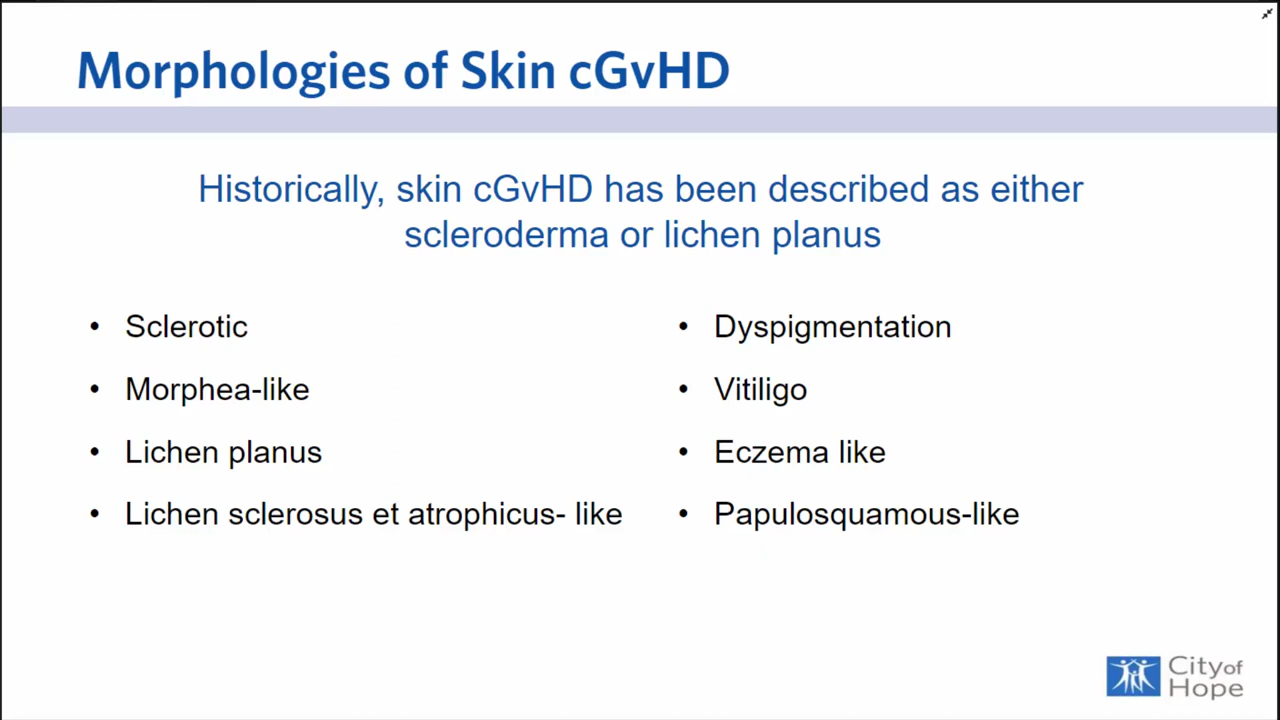 Morphologies of Skin cGvHD
Historically, skin cGvHD has been described as either
scleroderma or lichen planus
• Sclerotic
• Morphea-like
• Lichen planus
• Lichen sclerosus et atrophicus- like
• Dyspigmentation
• Vitiligo
• Eczema like
• Papulosquamous-like
City of
Hope